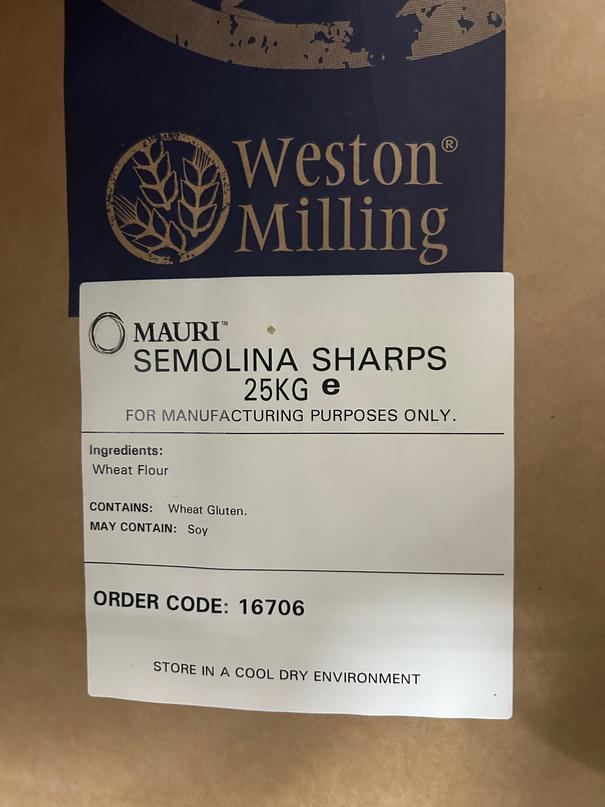 Weston®
Milling
MAURI™
SEMOLINA SHARPS
25KG e
FOR MANUFACTURING PURPOSES ONLY.
Ingredients:
Wheat Flour
CONTAINS: Wheat Gluten.
MAY CONTAIN: Soy
ORDER CODE: 16706
STORE IN A COOL DRY ENVIRONMENT